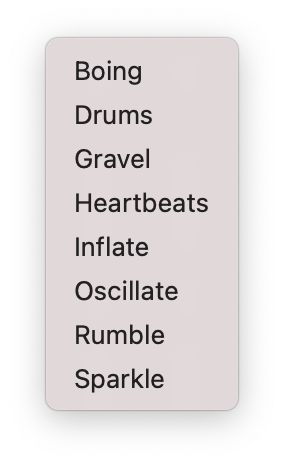 Boing
Drums
Gravel
Heartbeats
Inflate
Oscillate
Rumble
Sparkle